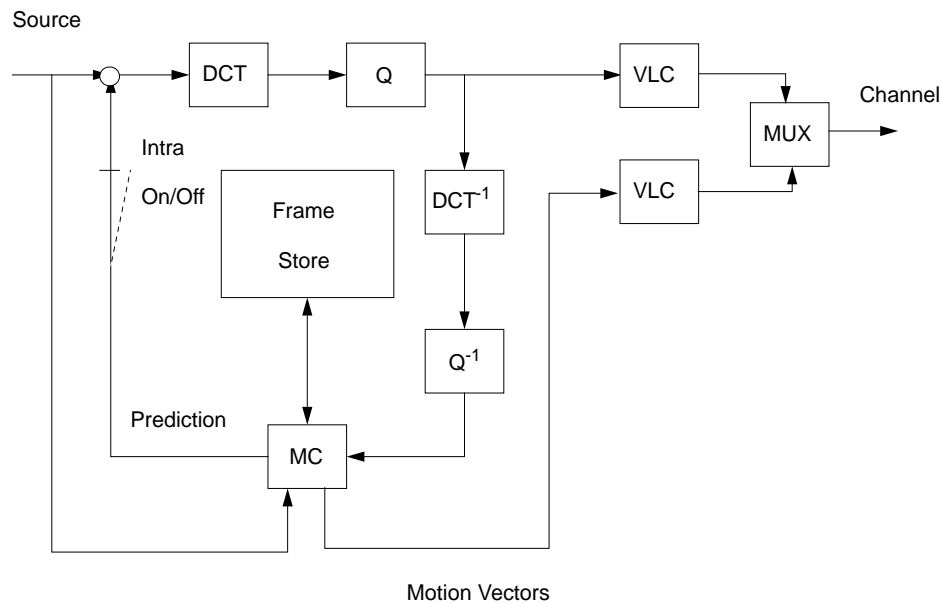 Source
DCT
Q
VLC
Channel
MUX
Intra
On/Off
VLC
DCT⁻¹
Frame
Store
Q⁻¹
Prediction
MC
Motion Vectors